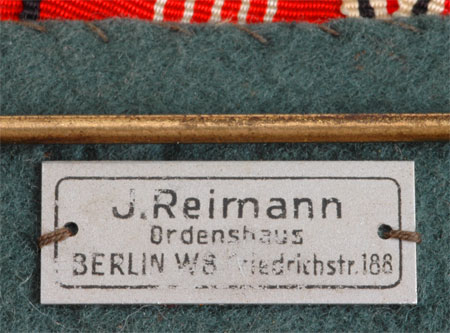 J.Reimann
Ordenshaus
BERLIN W8 Friedrichstr.188